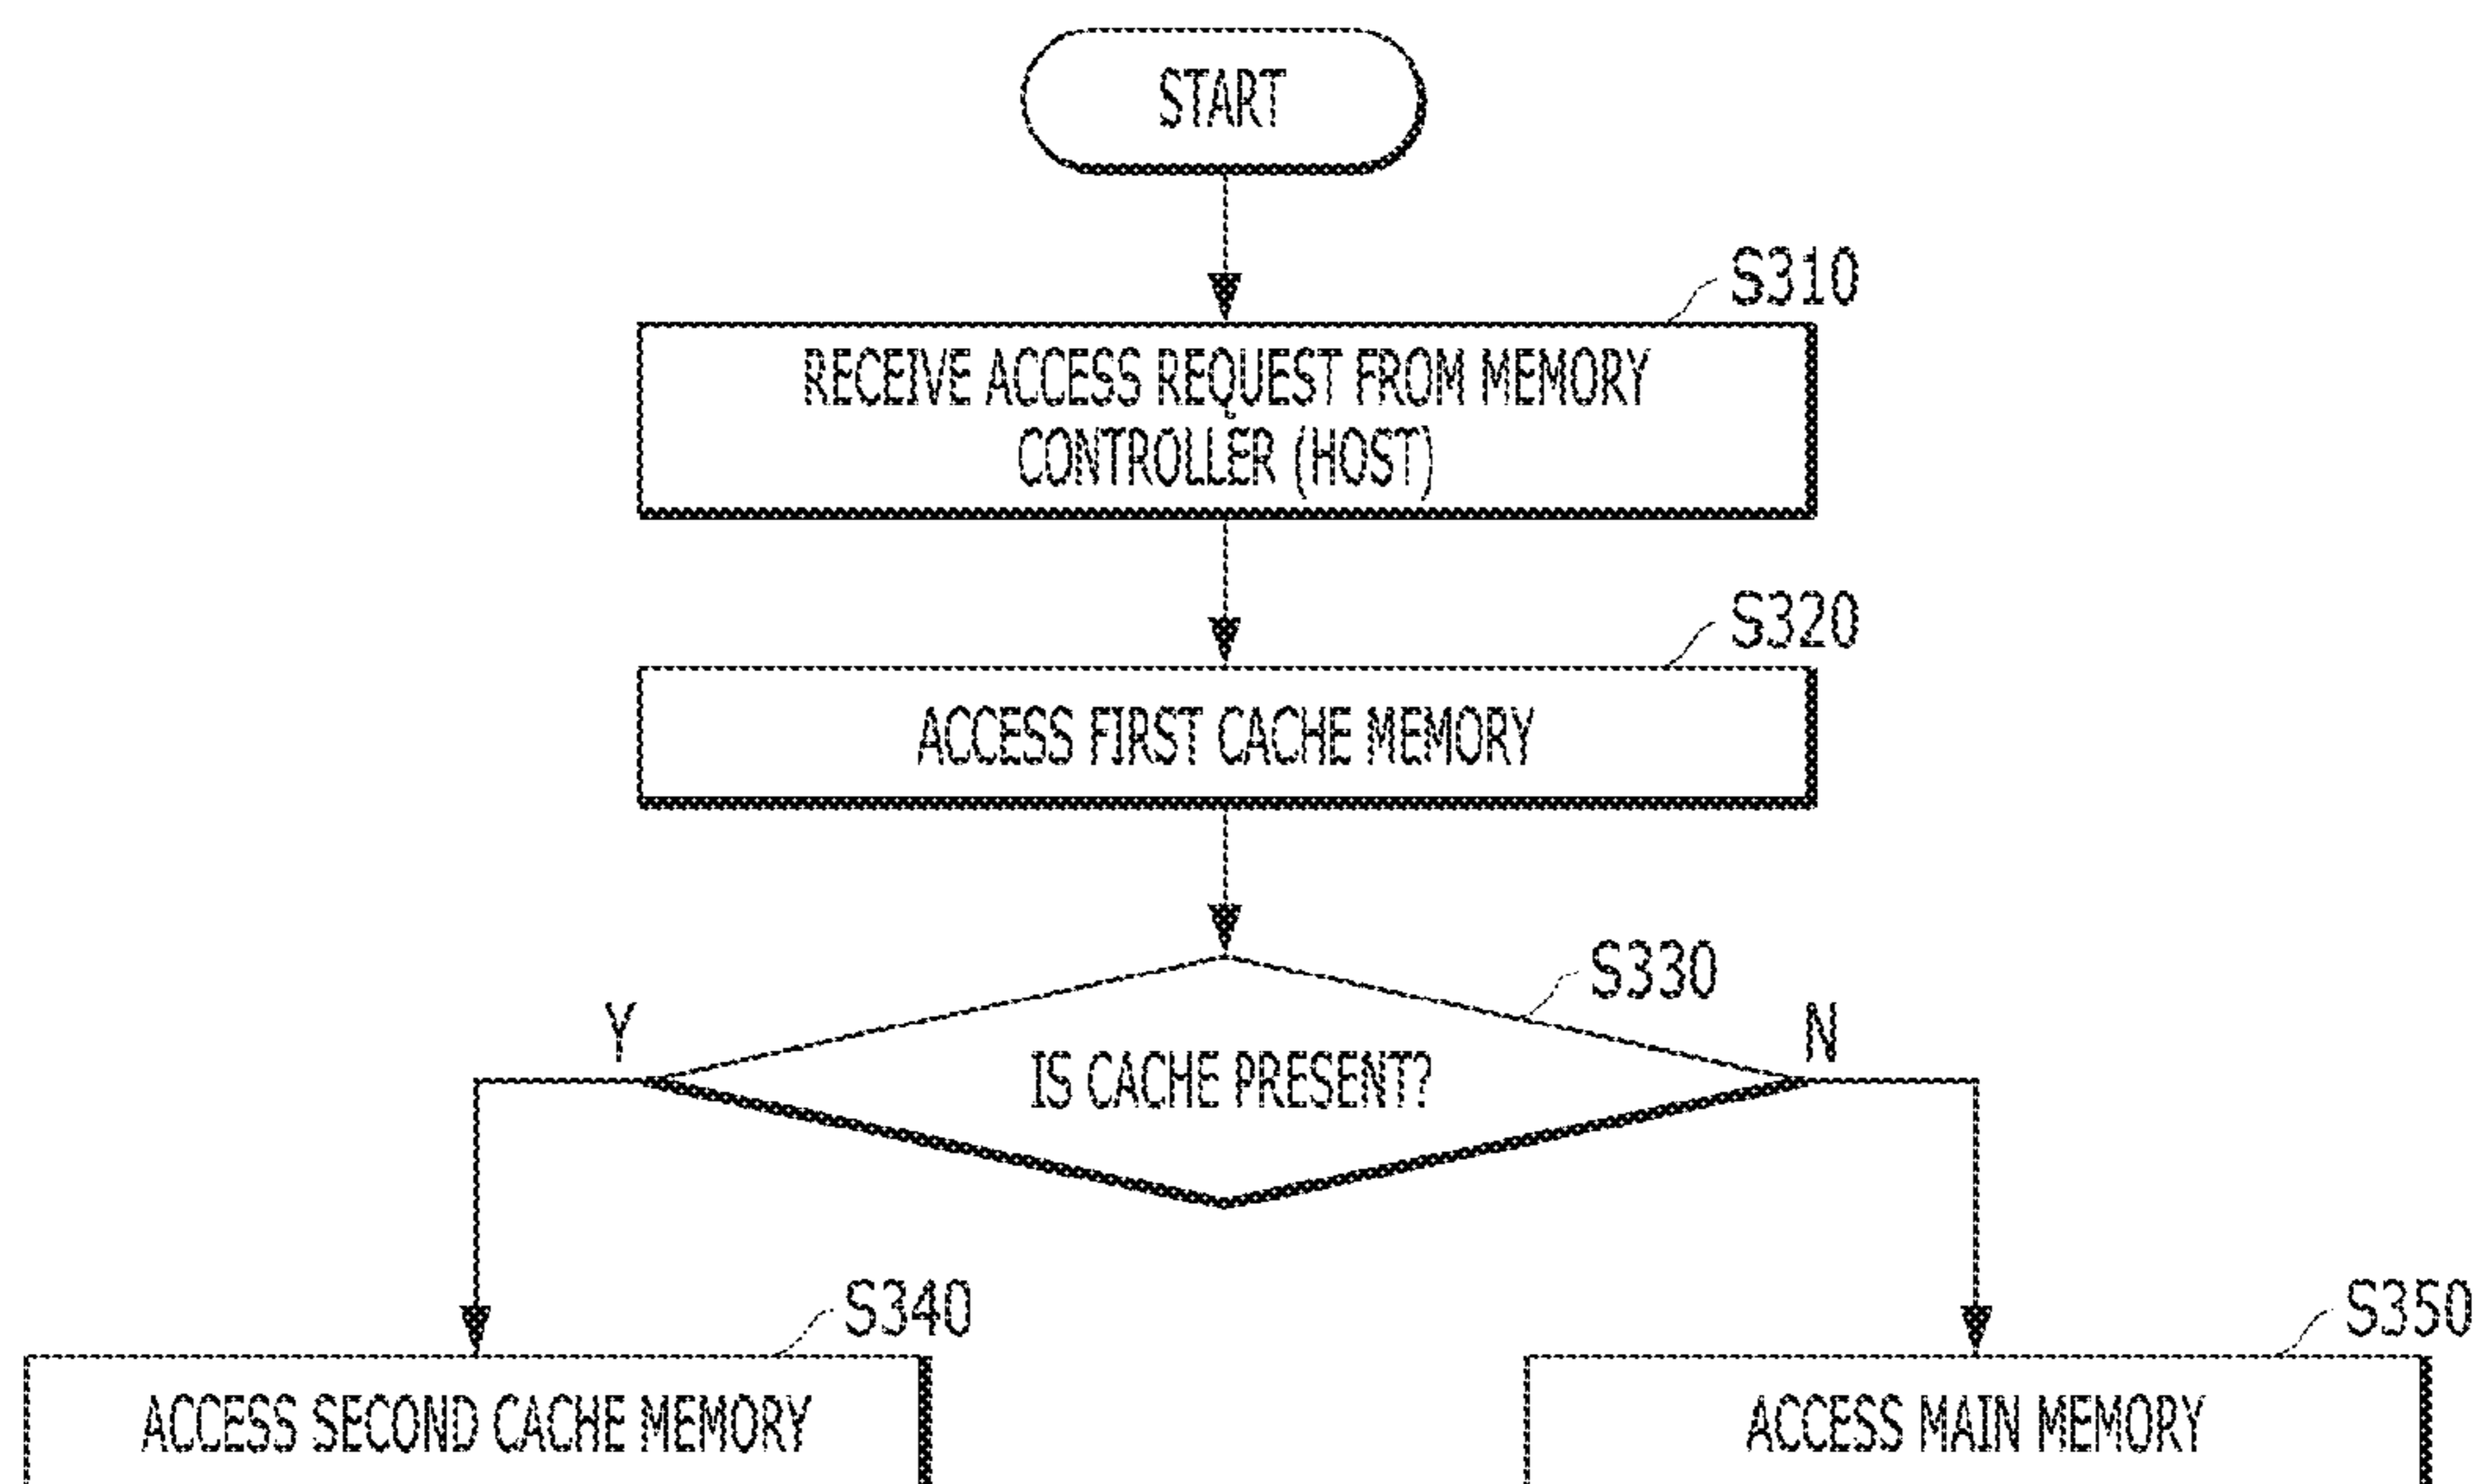 START
S310
RECEIVE ACCESS REQUEST FROM MEMORY
CONTROLLER (HOST)
S320
ACCESS FIRST CACHE MEMORY
S330
Y
N
IS CACHE PRESENT?
S340
S350
ACCESS SECOND CACHE MEMORY
ACCESS MAIN MEMORY